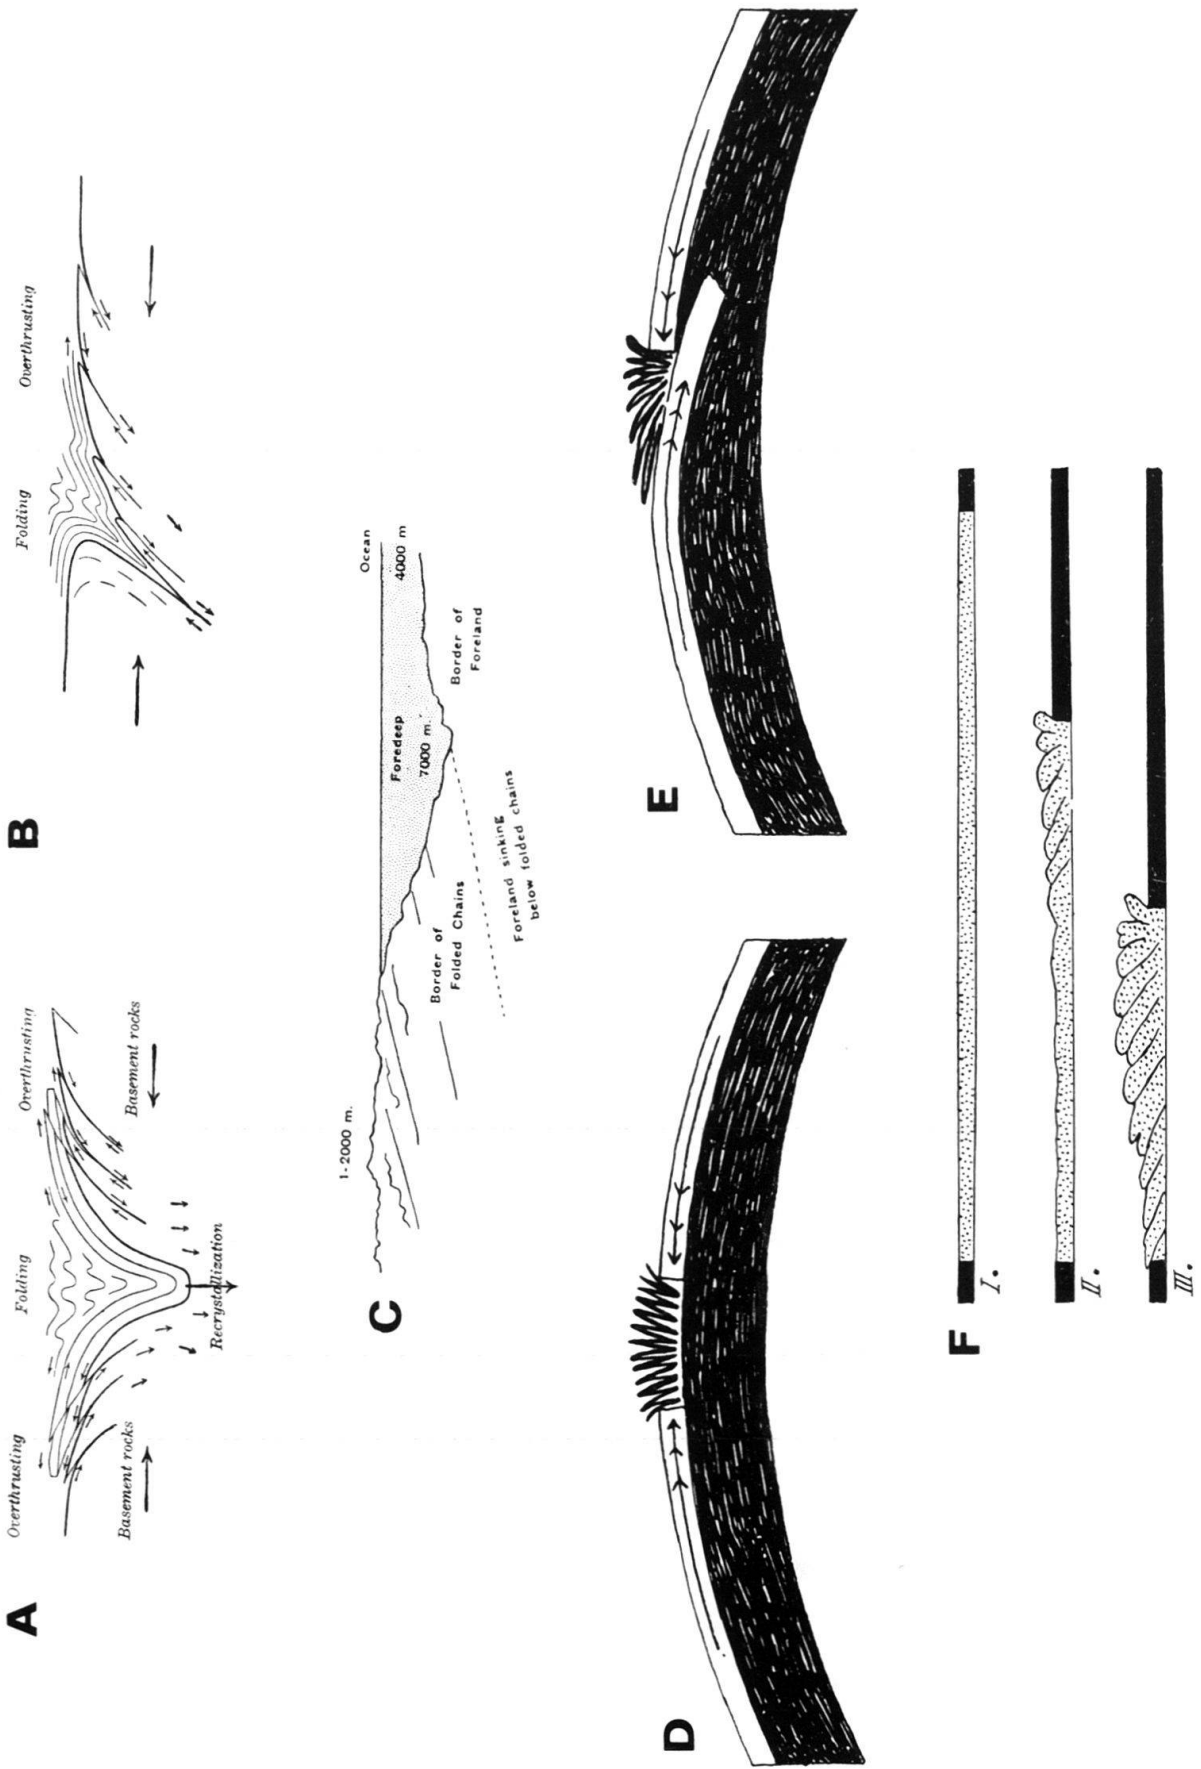 A
Overthrusting
Folding
Overthrusting
Basement rocks
Basement rocks
Recrystallization
B
Folding
Overthrusting
C
1-2000 m.
Ocean
4000 m
Foredeep
7000 m.
Border of
Foreland
Border of
Folded Chains
Foreland sinking
below folded chains
D
E
F
I.
II.
III.